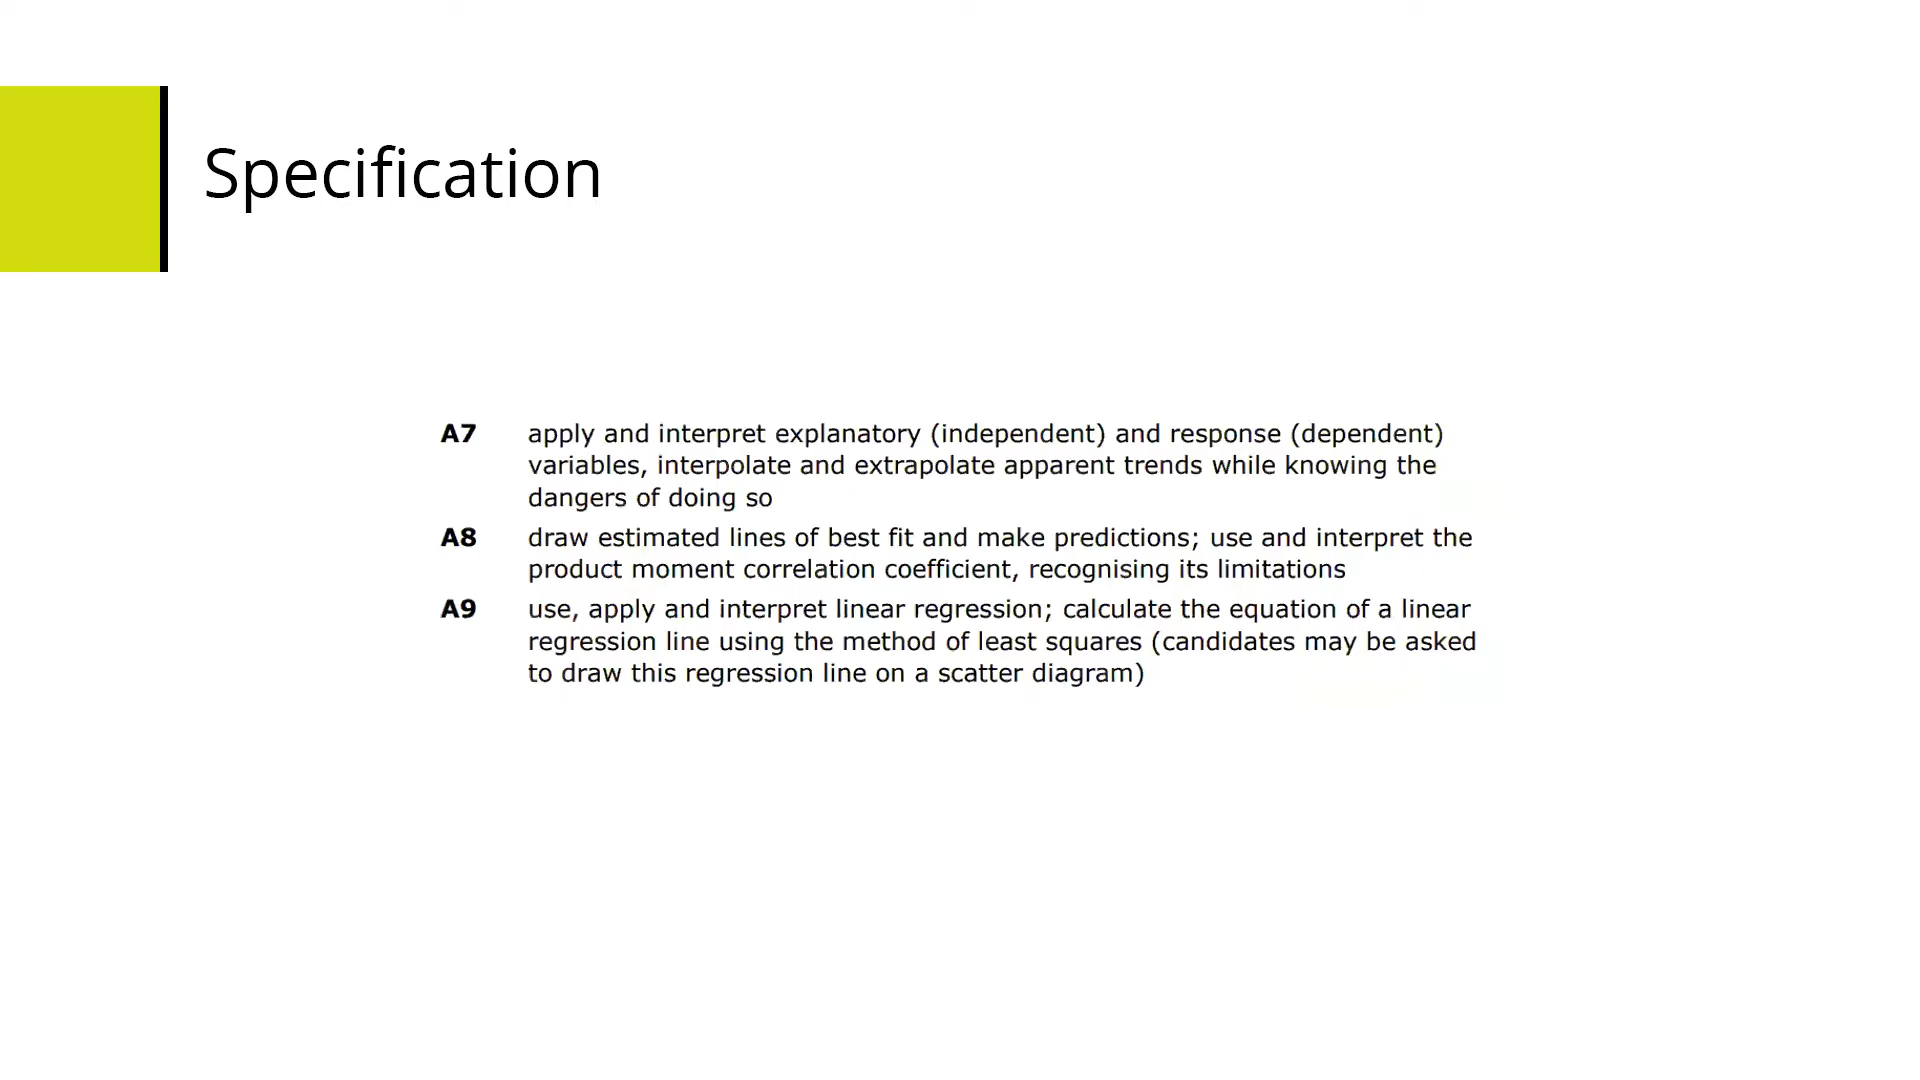 Specification
A7 apply and interpret explanatory (independent) and response (dependent)
variables, interpolate and extrapolate apparent trends while knowing the
dangers of doing so
A8 draw estimated lines of best fit and make predictions; use and interpret the
product moment correlation coefficient, recognising its limitations
A9 use, apply and interpret linear regression; calculate the equation of a linear
regression line using the method of least squares (candidates may be asked
to draw this regression line on a scatter diagram)